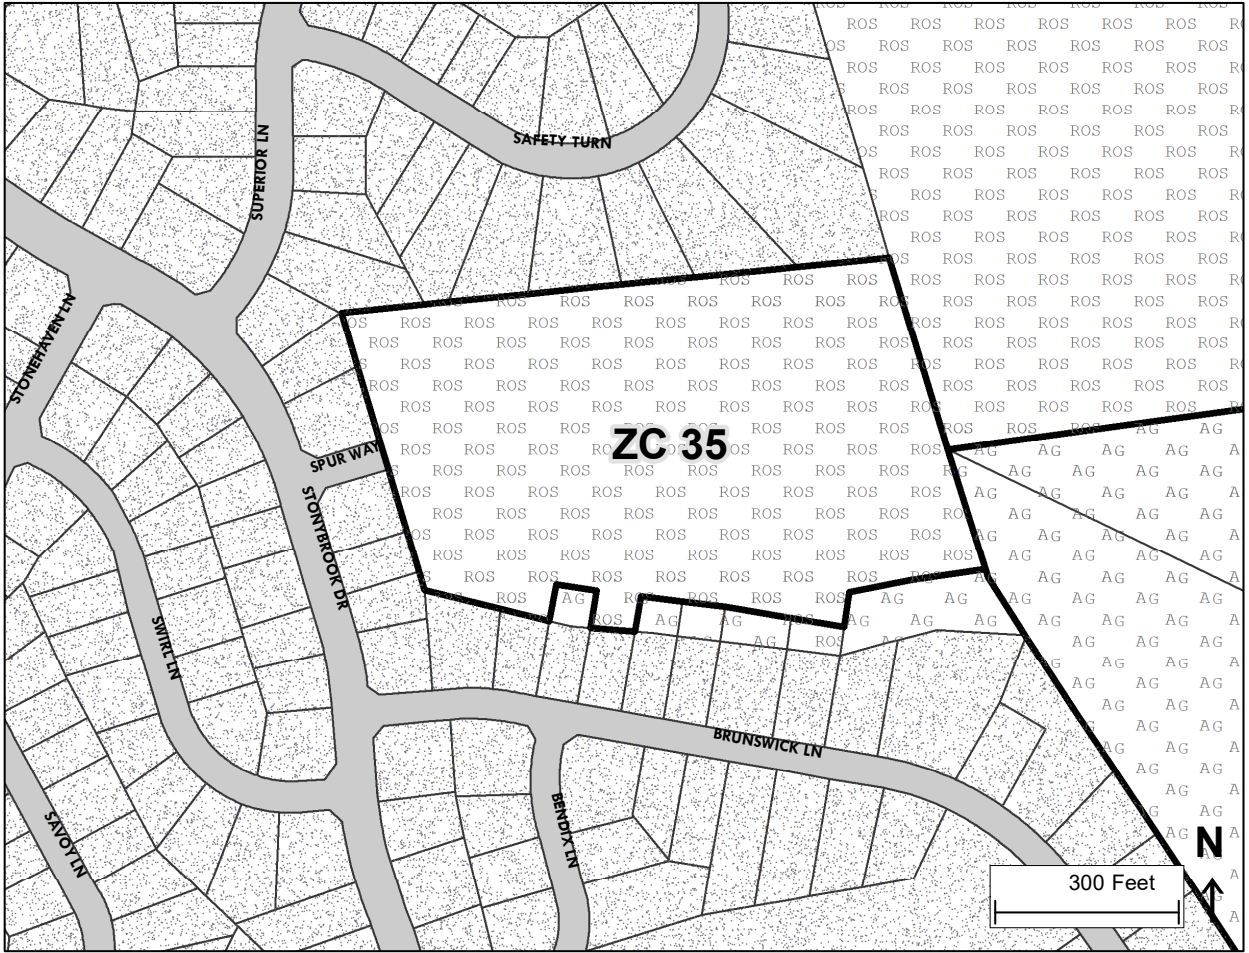 SAFETY TURN
SUPERIOR LN
STONEHAVEN LN
ZC 35
SPUR WAY
STONYBROOK DR
SWIRL LN
BRUNSWICK LN
BENDIX LN
SAVOY LN
N
300 Feet
ROS
AG